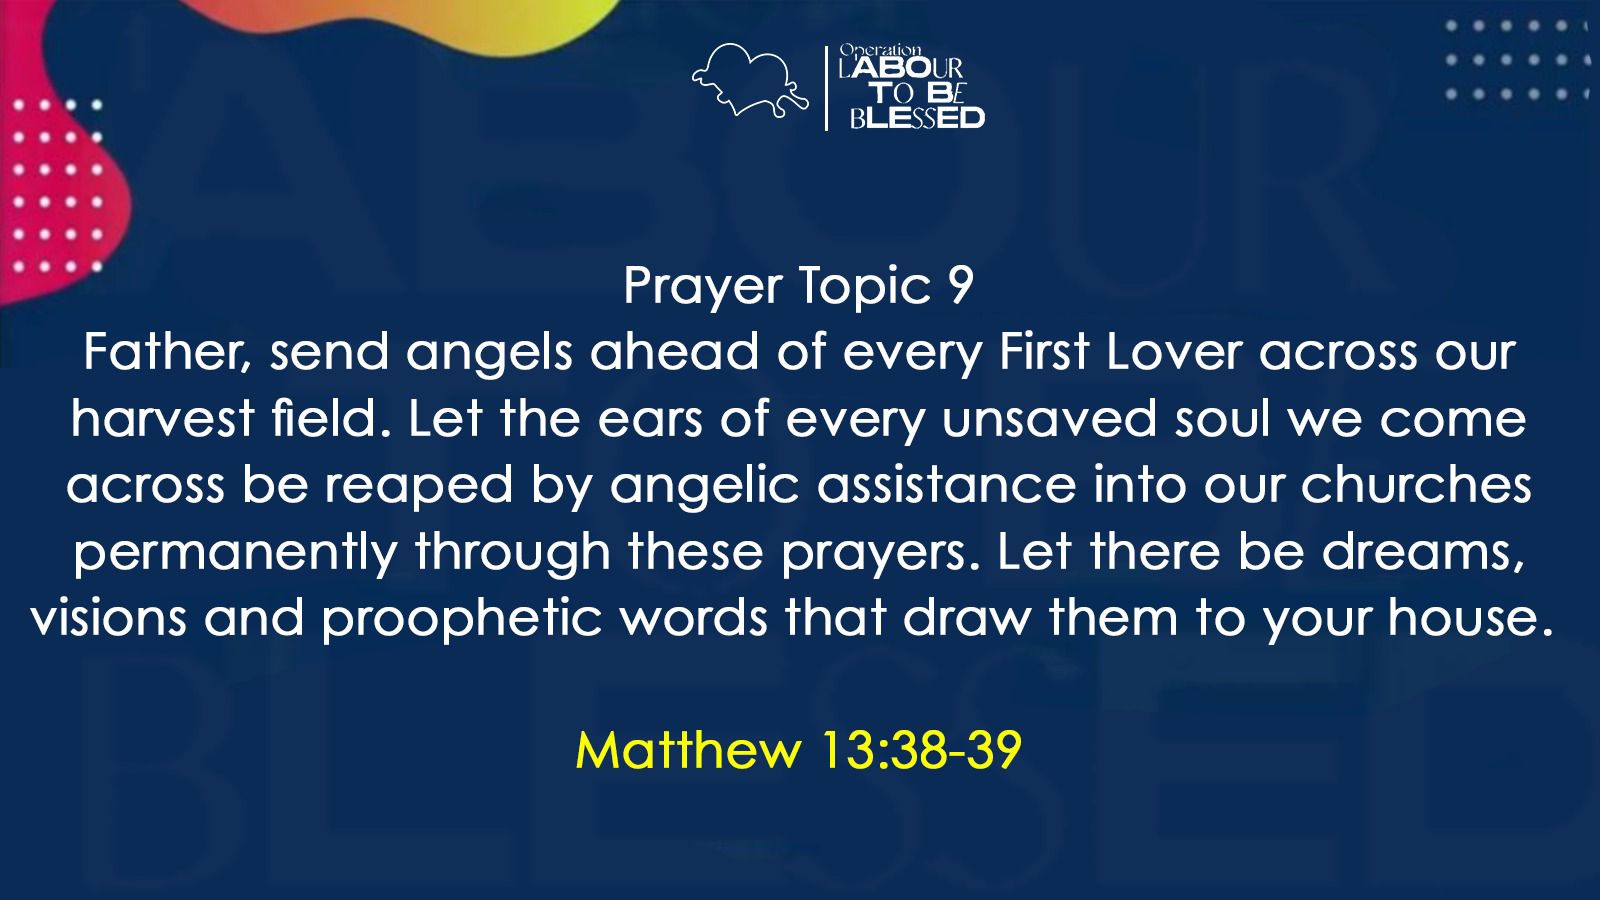 Operation
LABOUR
TO BE
BLESSED
Prayer Topic 9
Father, send angels ahead of every First Lover across our
harvest field. Let the ears of every unsaved soul we come
across be reaped by angelic assistance into our churches
permanently through these prayers. Let there be dreams,
visions and proophetic words that draw them to your house.
Matthew 13:38-39